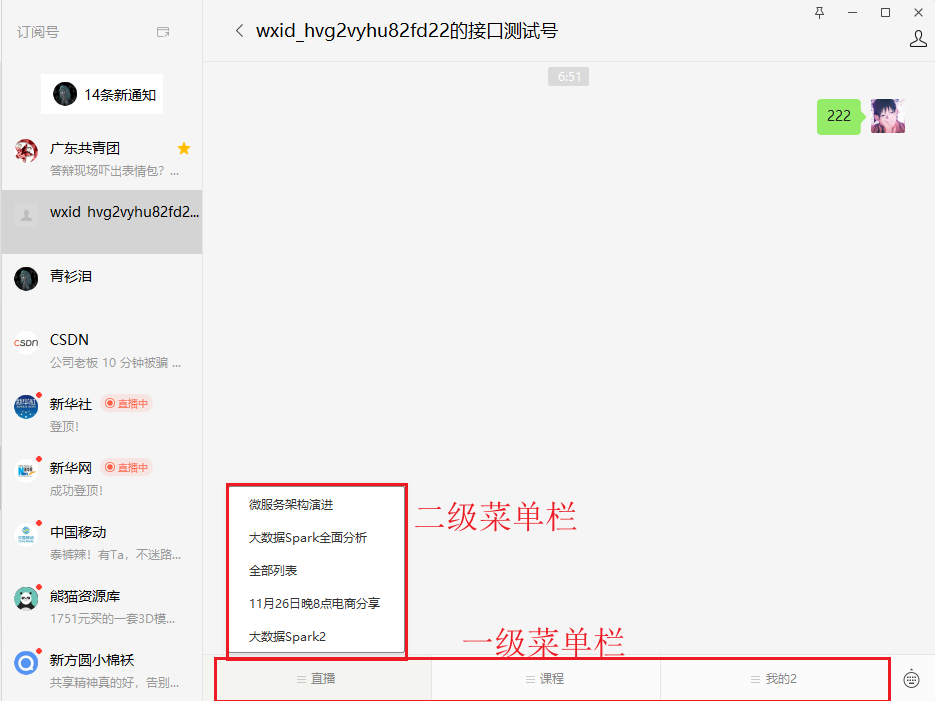 订阅号
14条新通知
广东共青团
答辩现场吓出表情包？...
wxid_hvg2vyhu82fd2...
青衫泪
CSDN
CSDN
公司老板 10 分钟被骗 ...
新华社
直播中
登顶！
新华网
直播中
成功登顶！
中国移动
泰裤辣！有Ta，不迷路...
熊猫资源库
1751元买的一套3D模...
新方圆小棉袄
共享精神真的好，告别...
wxid_hvg2vyhu82fd22的接口测试号
6:51
222
微服务架构演进
大数据Spark全面分析
全部列表
11月26日晚8点电商分享
大数据Spark2
二级菜单栏
一级菜单栏
直播
课程
我的2